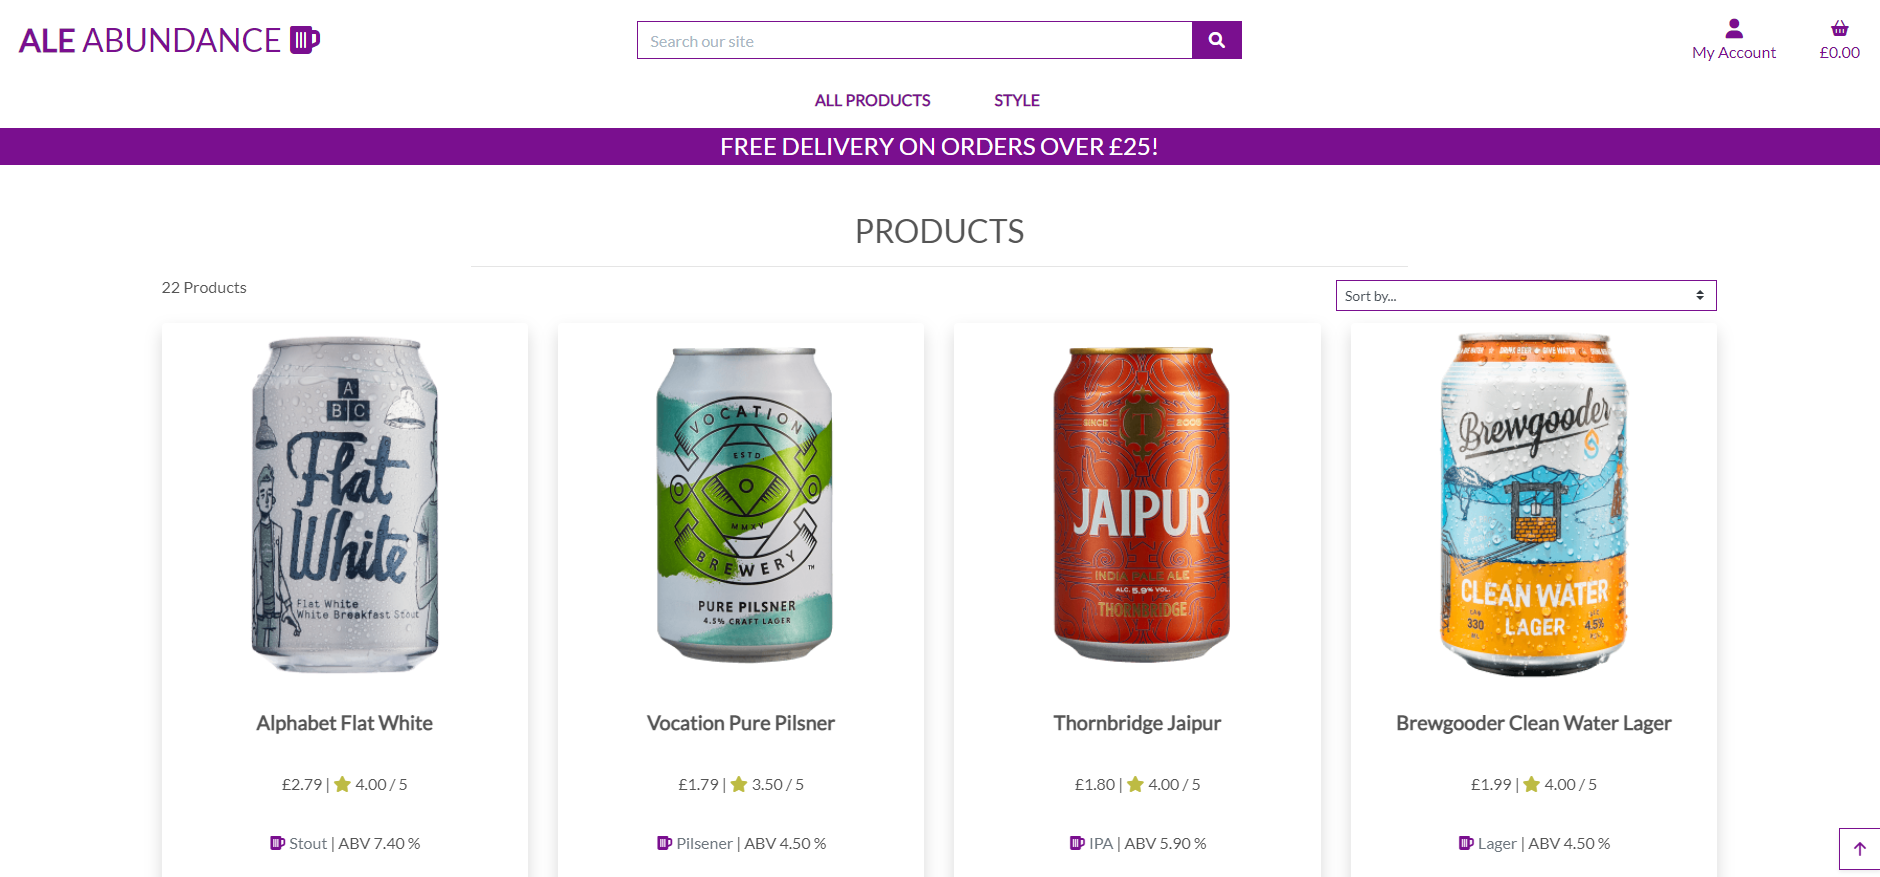 ALE ABUNDANCE
Search our site
My Account
£0.00
ALL PRODUCTS
STYLE
FREE DELIVERY ON ORDERS OVER £25!
PRODUCTS
22 Products
Sort by...
A
B C
Flat
White
Flat White
White Breakfast Stout
VOCATION
ESTD.
MMXV
BREWERY
TM
PURE PILSNER
4.5% CRAFT LAGER
T
SINCE 2005
JAIPUR
INDIA PALE ALE
ALC. 5.9% VOL.
THORNBRIDGE
DRINK BEER GIVE WATER
Brewgooder
CLEAN WATER
330
LAGER
4.5%
Alphabet Flat White
Vocation Pure Pilsner
Thornbridge Jaipur
Brewgooder Clean Water Lager
£2.79 | 4.00 / 5
£1.79 | 3.50 / 5
£1.80 | 4.00 / 5
£1.99 | 4.00 / 5
Stout | ABV 7.40 %
Pilsener | ABV 4.50 %
IPA | ABV 5.90 %
Lager | ABV 4.50 %